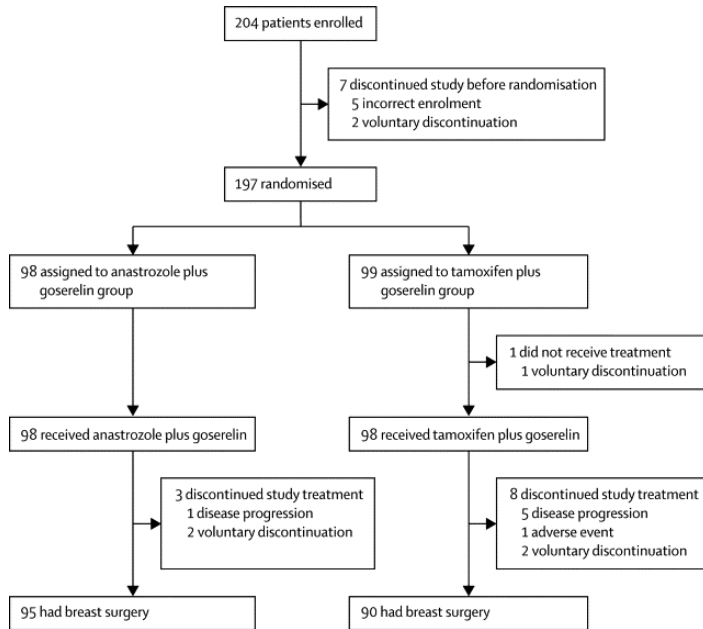 204 patients enrolled
7 discontinued study before randomisation
5 incorrect enrolment
2 voluntary discontinuation
197 randomised
98 assigned to anastrozole plus
goserelin group
99 assigned to tamoxifen plus
goserelin group
1 did not receive treatment
1 voluntary discontinuation
98 received anastrozole plus goserelin
98 received tamoxifen plus goserelin
3 discontinued study treatment
1 disease progression
2 voluntary discontinuation
8 discontinued study treatment
5 disease progression
1 adverse event
2 voluntary discontinuation
95 had breast surgery
90 had breast surgery